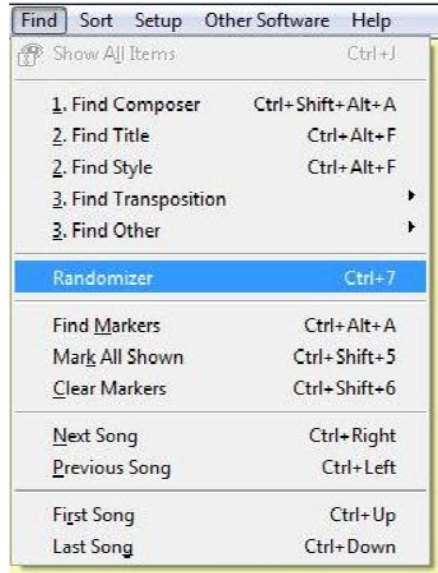 Find Sort Setup Other Software Help
Show All Items Ctrl+J
1. Find Composer Ctrl+Shift+Alt+A
2. Find Title Ctrl+Alt+F
2. Find Style Ctrl+Alt+F
3. Find Transposition
3. Find Other
Randomizer Ctrl+7
Find Markers Ctrl+Alt+A
Mark All Shown Ctrl+Shift+5
Clear Markers Ctrl+Shift+6
Next Song Ctrl+Right
Previous Song Ctrl+Left
First Song Ctrl+Up
Last Song Ctrl+Down